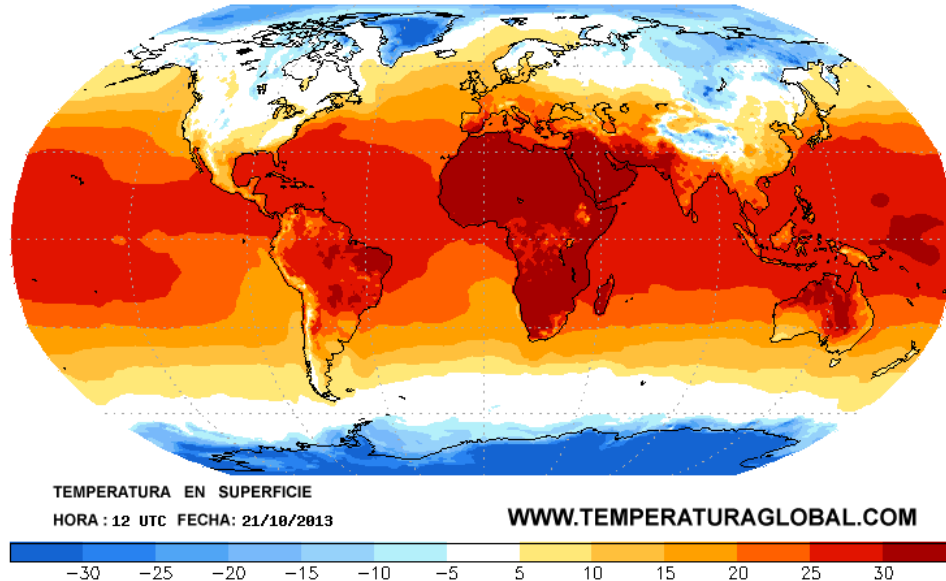 TEMPERATURA EN SUPERFICIE
HORA : 12 UTC FECHA: 21/10/2013
WWW.TEMPERATURAGLOBAL.COM
−30 −25 −20 −15 −10 −5 5 10 15 20 25 30